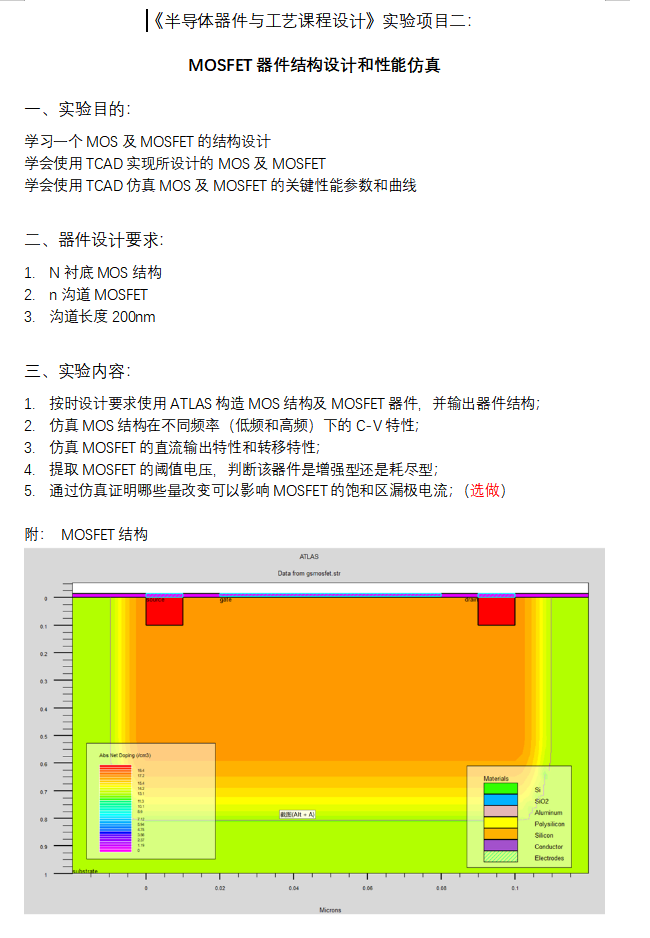 《半导体器件与工艺课程设计》实验项目二：
MOSFET 器件结构设计和性能仿真
一、实验目的：
学习一个 MOS 及 MOSFET 的结构设计
学会使用 TCAD 实现所设计的 MOS 及 MOSFET
学会使用 TCAD 仿真 MOS 及 MOSFET 的关键性能参数和曲线
二、器件设计要求：
1. N 衬底 MOS 结构
2. n 沟道 MOSFET
3. 沟道长度 200nm
三、实验内容：
1. 按时设计要求使用 ATLAS 构造 MOS 结构及 MOSFET 器件，并输出器件结构；
2. 仿真 MOS 结构在不同频率（低频和高频）下的 C-V 特性；
3. 仿真 MOSFET 的直流输出特性和转移特性；
4. 提取 MOSFET 的阈值电压，判断该器件是增强型还是耗尽型；
5. 通过仿真证明哪些量改变可以影响 MOSFET 的饱和区漏极电流；（选做）
附： MOSFET 结构
ATLAS
Data from gsmosfet.str
gate
0
0.1
0.2
0.3
0.4
0.5
0.6
0.7
0.8
0.9
1
Abs Net Doping (/cm3)
截图(Alt + A)
Materials
Si
SiO2
Aluminum
Polysilicon
Silicon
Conductor
Electrodes
substrate
0 0.02 0.04 0.06 0.08 0.1
Microns